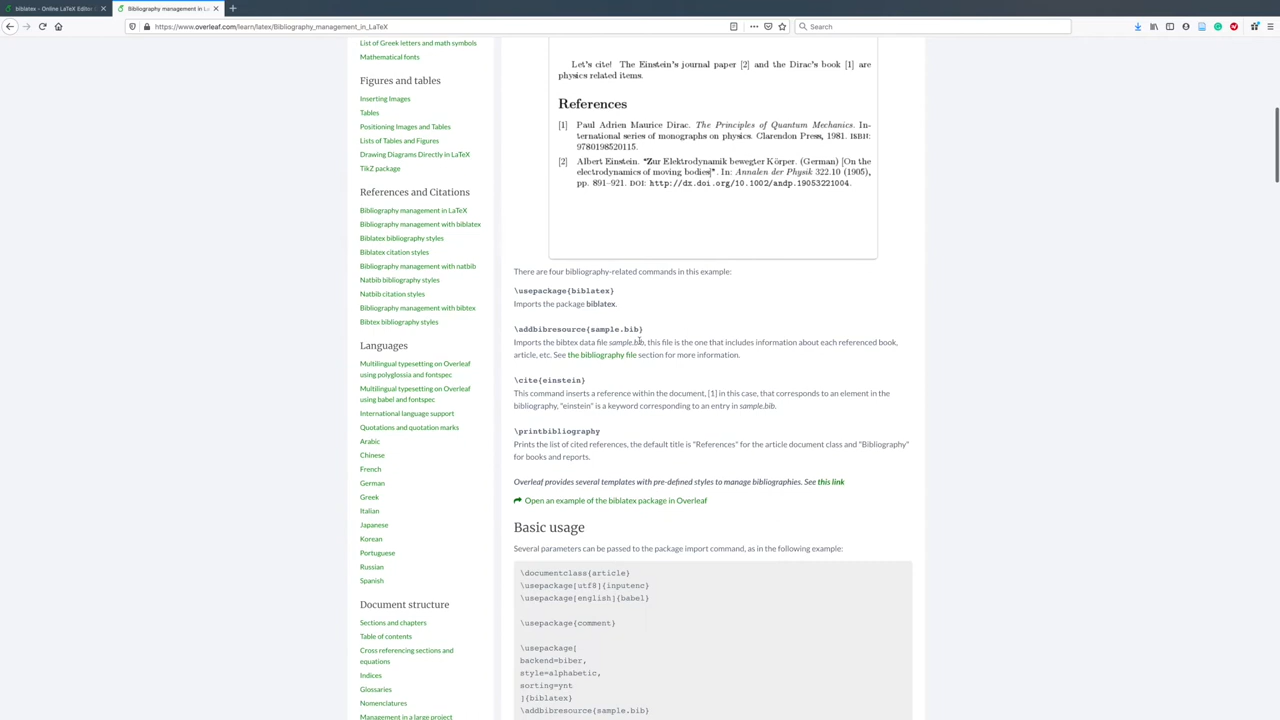 biblatex - Online LaTeX Editor
Bibliography management in LaTeX
https://www.overleaf.com/learn/latex/Bibliography_management_in_LaTeX
Search
List of Greek letters and math symbols
Mathematical fonts
Figures and tables
Inserting Images
Tables
Positioning Images and Tables
Lists of Tables and Figures
Drawing Diagrams Directly in LaTeX
TikZ package
References and Citations
Bibliography management in LaTeX
Bibliography management with biblatex
Biblatex bibliography styles
Biblatex citation styles
Bibliography management with natbib
Natbib bibliography styles
Natbib citation styles
Bibliography management with bibtex
Bibtex bibliography styles
Languages
Multilingual typesetting on Overleaf
using polyglossia and fontspec
Multilingual typesetting on Overleaf
using babel and fontspec
International language support
Quotations and quotation marks
Arabic
Chinese
French
German
Greek
Italian
Japanese
Korean
Portuguese
Russian
Spanish
Document structure
Sections and chapters
Table of contents
Cross referencing sections and
equations
Indices
Glossaries
Nomenclatures
Management in a large project
Let's cite! The Einstein's journal paper [2] and the Dirac's book [1] are
physics related items.
References
[1] Paul Adrien Maurice Dirac. The Principles of Quantum Mechanics. In-
ternational series of monographs on physics. Clarendon Press, 1981. ISBN:
9780198520115.
[2] Albert Einstein. “Zur Elektrodynamik bewegter Körper. (German) [On the
electrodynamics of moving bodies]”. In: Annalen der Physik 322.10 (1905),
pp. 891–921. DOI: http://dx.doi.org/10.1002/andp.19053221004.
There are four bibliography-related commands in this example:
\usepackage{biblatex}
Imports the package biblatex.
\addbibresource{sample.bib}
Imports the bibtex data file sample.bib, this file is the one that includes information about each referenced book,
article, etc. See the bibliography file section for more information.
\cite{einstein}
This command inserts a reference within the document, [1] in this case, that corresponds to an element in the
bibliography, "einstein" is a keyword corresponding to an entry in sample.bib.
\printbibliography
Prints the list of cited references, the default title is "References" for the article document class and "Bibliography"
for books and reports.
Overleaf provides several templates with pre-defined styles to manage bibliographies. See this link
Open an example of the biblatex package in Overleaf
Basic usage
Several parameters can be passed to the package import command, as in the following example:
\documentclass{article}
\usepackage[utf8]{inputenc}
\usepackage[english]{babel}
\usepackage{comment}
\usepackage[
backend=biber,
style=alphabetic,
sorting=ynt
]{biblatex}
\addbibresource{sample.bib}